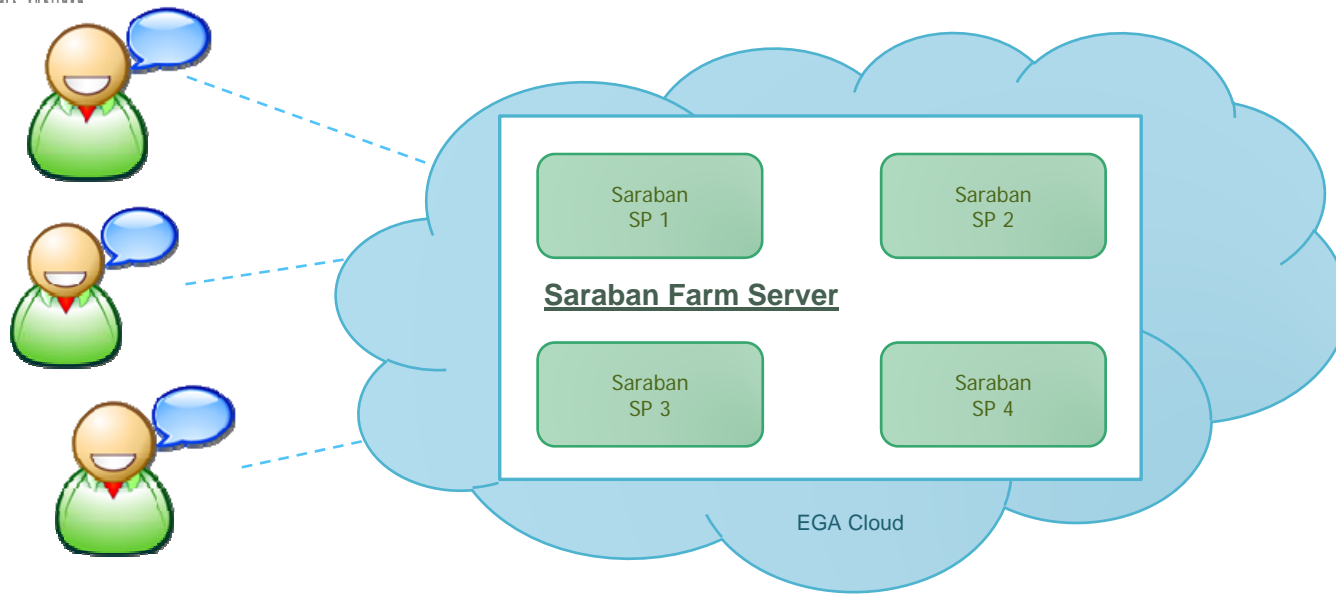 Saraban
SP 1
Saraban
SP 2
Saraban Farm Server
Saraban
SP 3
Saraban
SP 4
EGA Cloud